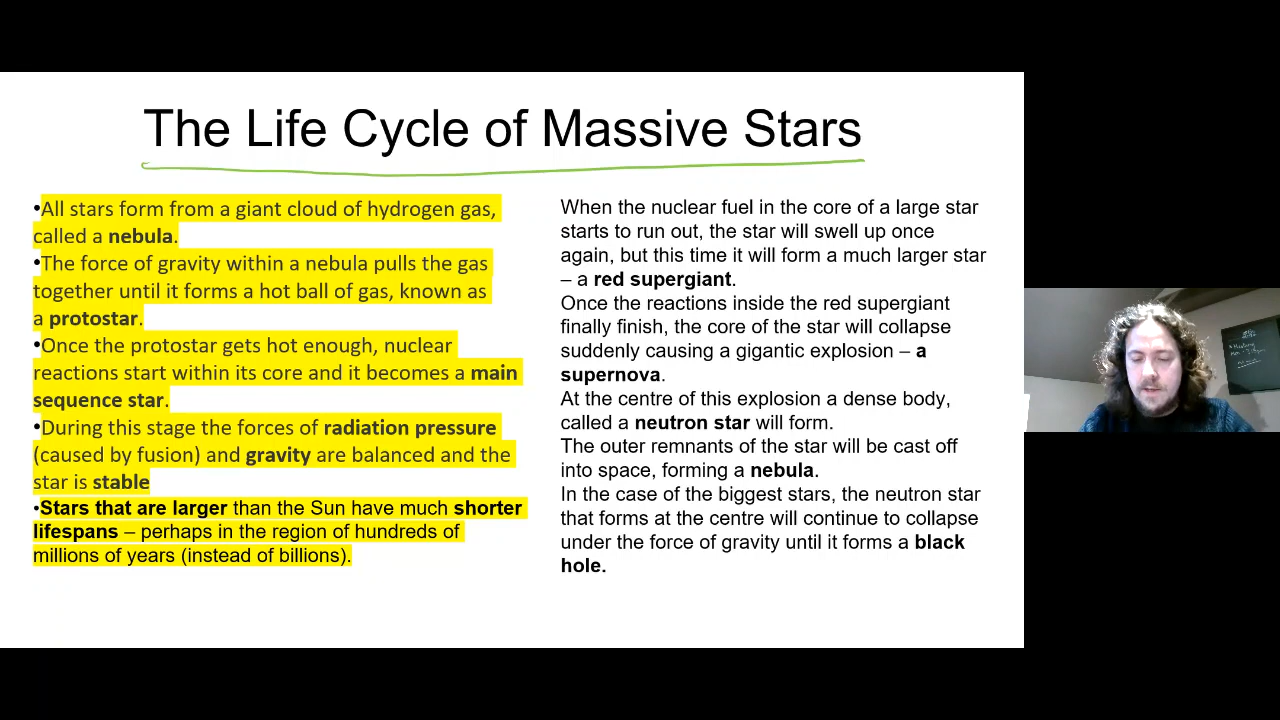 The Life Cycle of Massive Stars
•All stars form from a giant cloud of hydrogen gas,
called a nebula.
•The force of gravity within a nebula pulls the gas
together until it forms a hot ball of gas, known as
a protostar.
•Once the protostar gets hot enough, nuclear
reactions start within its core and it becomes a main
sequence star.
•During this stage the forces of radiation pressure
(caused by fusion) and gravity are balanced and the
star is stable
•Stars that are larger than the Sun have much shorter
lifespans – perhaps in the region of hundreds of
millions of years (instead of billions).
When the nuclear fuel in the core of a large star
starts to run out, the star will swell up once
again, but this time it will form a much larger star
– a red supergiant.
Once the reactions inside the red supergiant
finally finish, the core of the star will collapse
suddenly causing a gigantic explosion – a
supernova.
At the centre of this explosion a dense body,
called a neutron star will form.
The outer remnants of the star will be cast off
into space, forming a nebula.
In the case of the biggest stars, the neutron star
that forms at the centre will continue to collapse
under the force of gravity until it forms a black
hole.